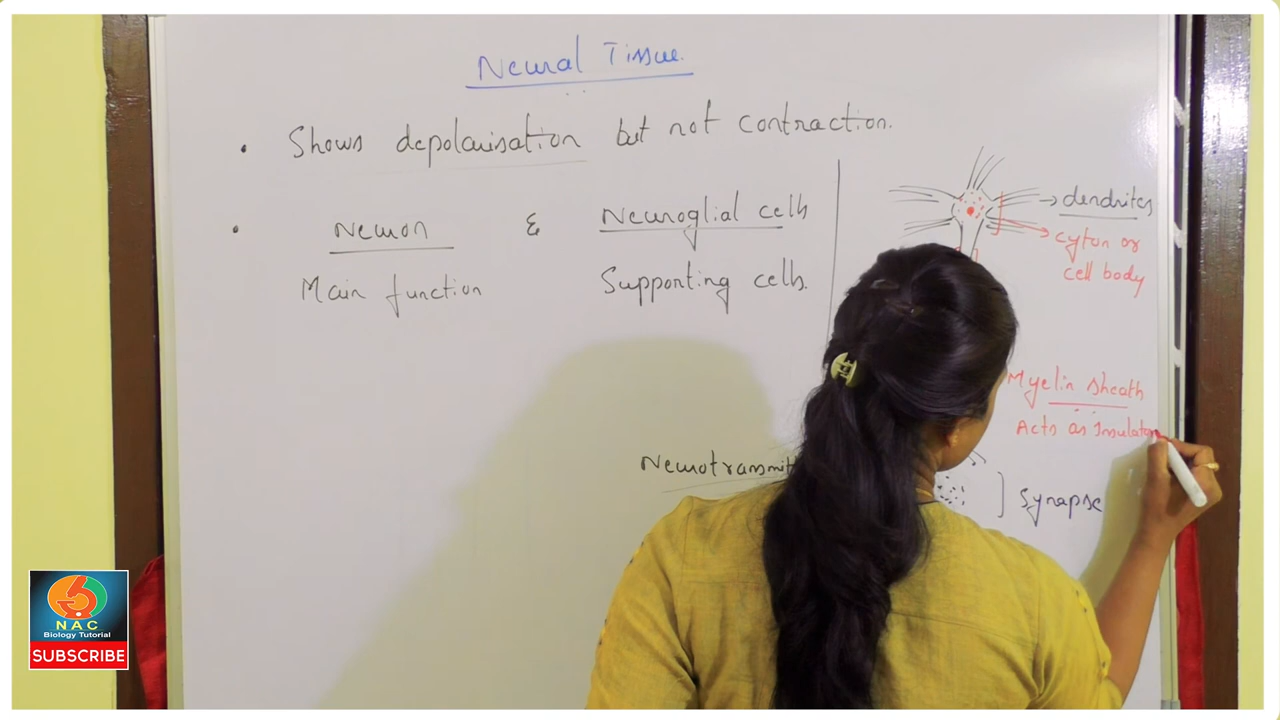 Neural Tissue.
• Shows depolarisation but not contraction.
• Neuron & Neuroglial cells
Main function Supporting cells.
→ dendrites
→ cyton or
cell body
Myelin sheath
Acts as Insulator
Synapse
NAC
Biology Tutorial
SUBSCRIBE